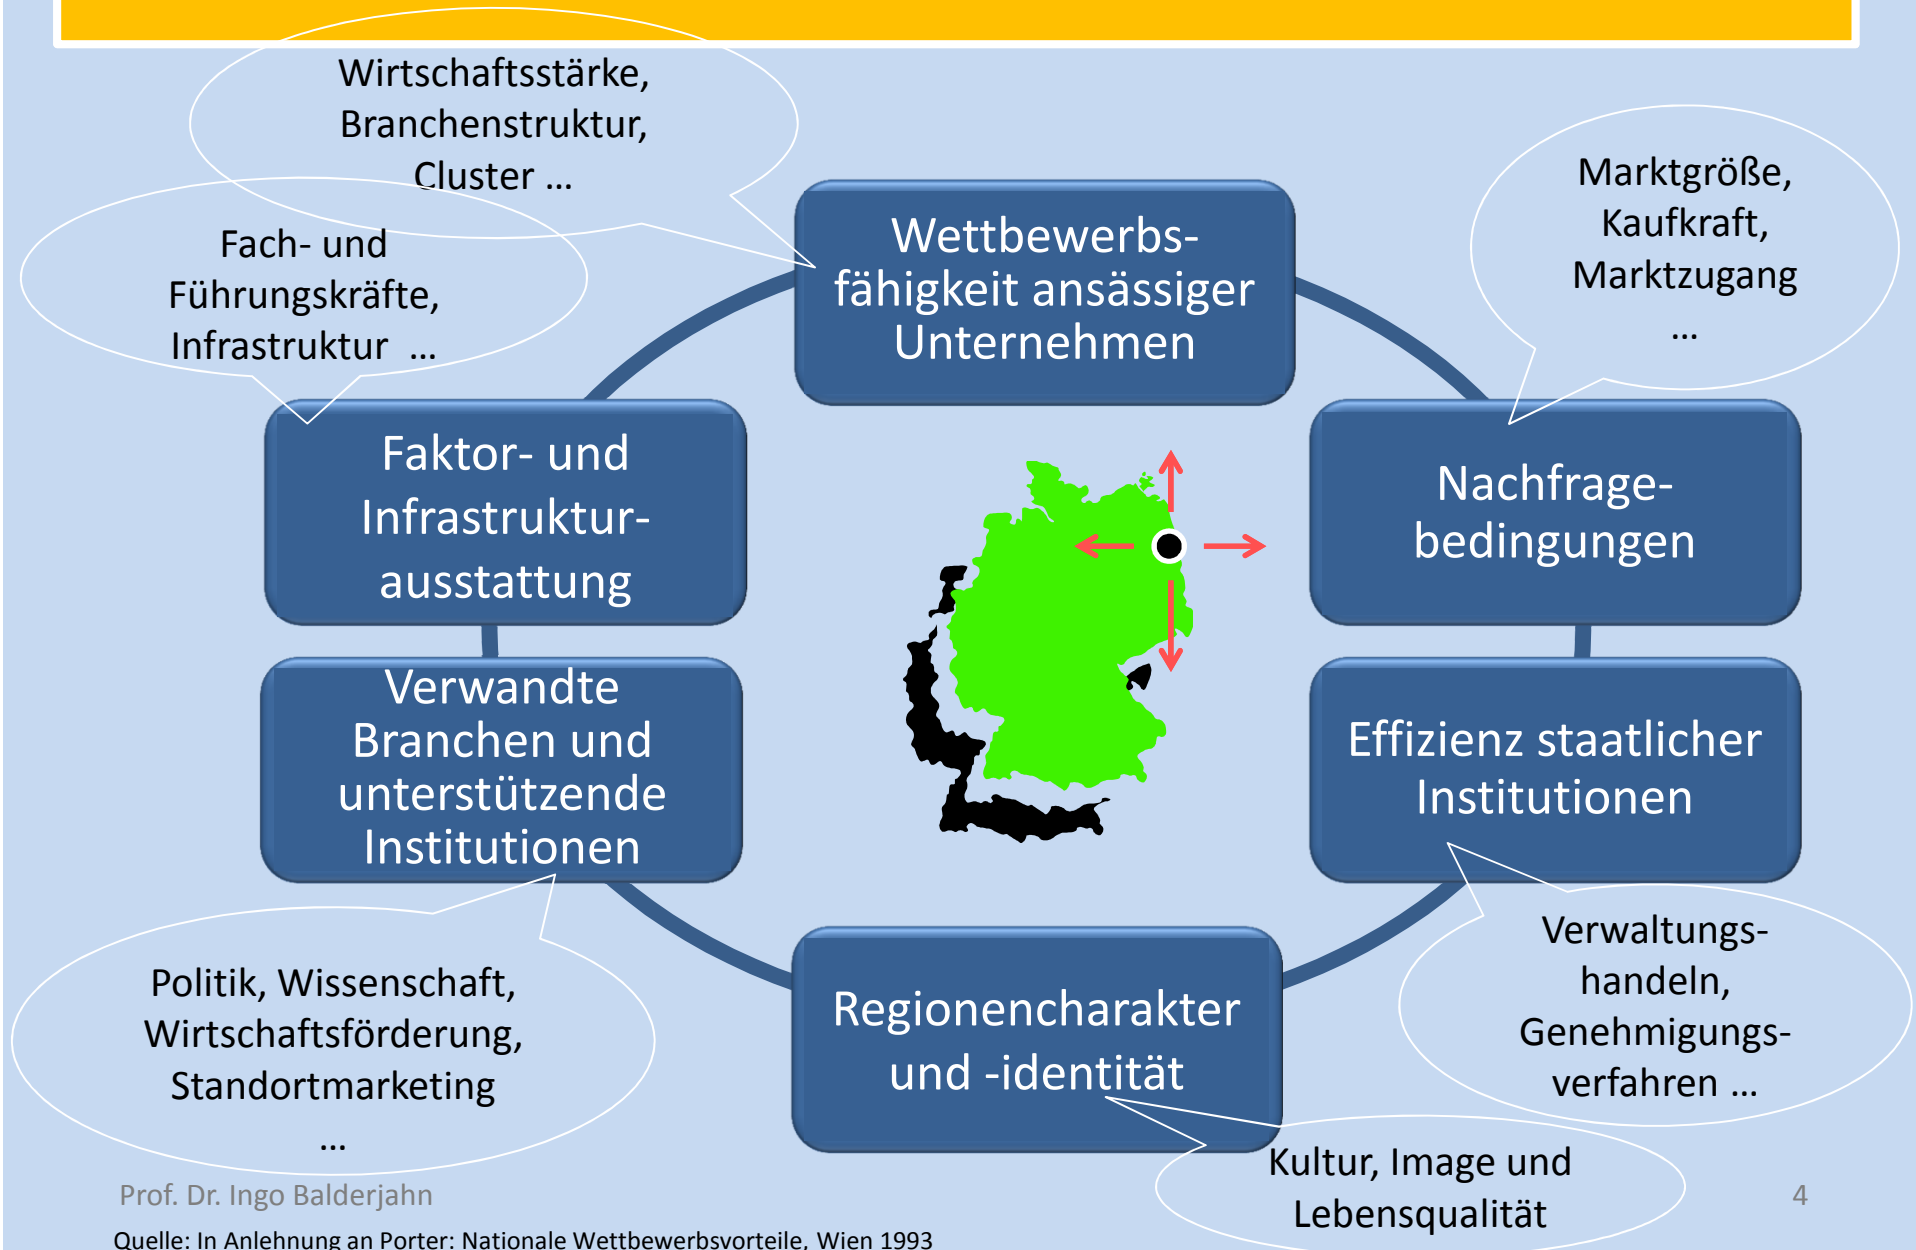 Wirtschaftsstärke,
Branchenstruktur,
Cluster …
Fach- und
Führungskräfte,
Infrastruktur  …
Marktgröße,
Kaufkraft,
Marktzugang
…
Wettbewerbs-
fähigkeit ansässiger
Unternehmen
Faktor- und
Infrastruktur-
ausstattung
Nachfrage-
bedingungen
Verwandte
Branchen und
unterstützende
Institutionen
Effizienz staatlicher
Institutionen
Regionencharakter
und -identität
Politik, Wissenschaft,
Wirtschaftsförderung,
Standortmarketing
…
Verwaltungs-
handeln,
Genehmigungs-
verfahren …
Kultur, Image und
Lebensqualität
Prof. Dr. Ingo Balderjahn
4
Quelle: In Anlehnung an Porter: Nationale Wettbewerbsvorteile, Wien 1993